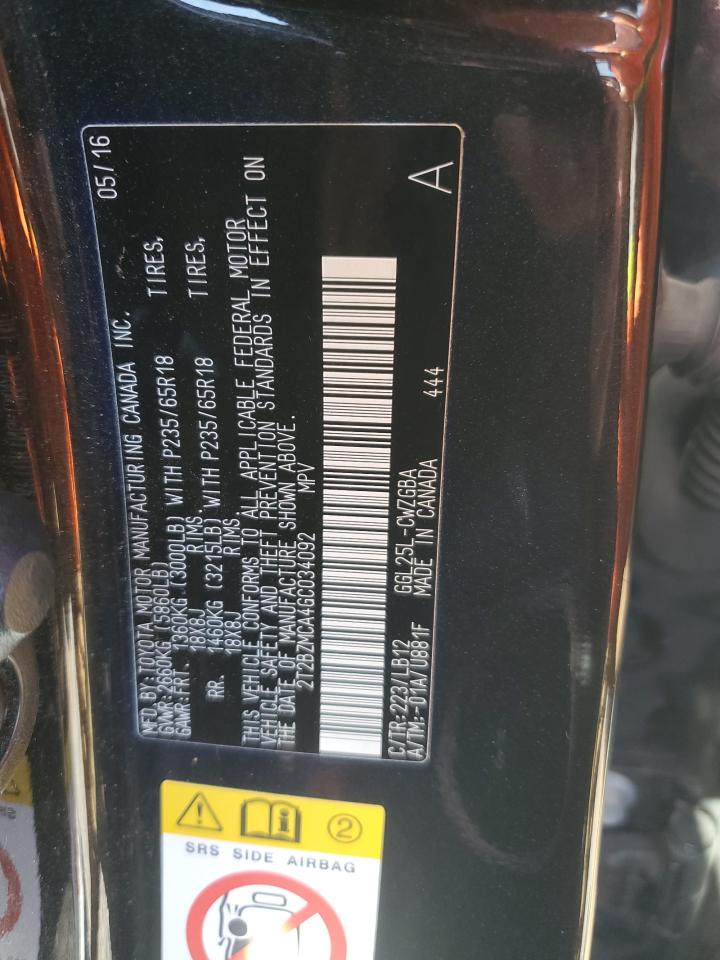 MFD. BY: TOYOTA MOTOR MANUFACTURING CANADA INC. 05/16
GVWR: 2660KG (5860LB)
GAWR: FRT. 1360KG (3000LB) WITH P235/65R18 TIRES,
18X8J RIMS,
RR. 1460KG (3215LB) WITH P235/65R18 TIRES,
18X8J RIMS
THIS VEHICLE CONFORMS TO ALL APPLICABLE FEDERAL MOTOR
VEHICLE SAFETY AND THEFT PREVENTION STANDARDS IN EFFECT ON
THE DATE OF MANUFACTURE SHOWN ABOVE.
2T2BZMCA4GC034092 MPV
C/TR: 223/LB12 GGL25L-CWZGBA
A/TM: -01A/U881F MADE IN CANADA 444 A
2
SRS SIDE AIRBAG